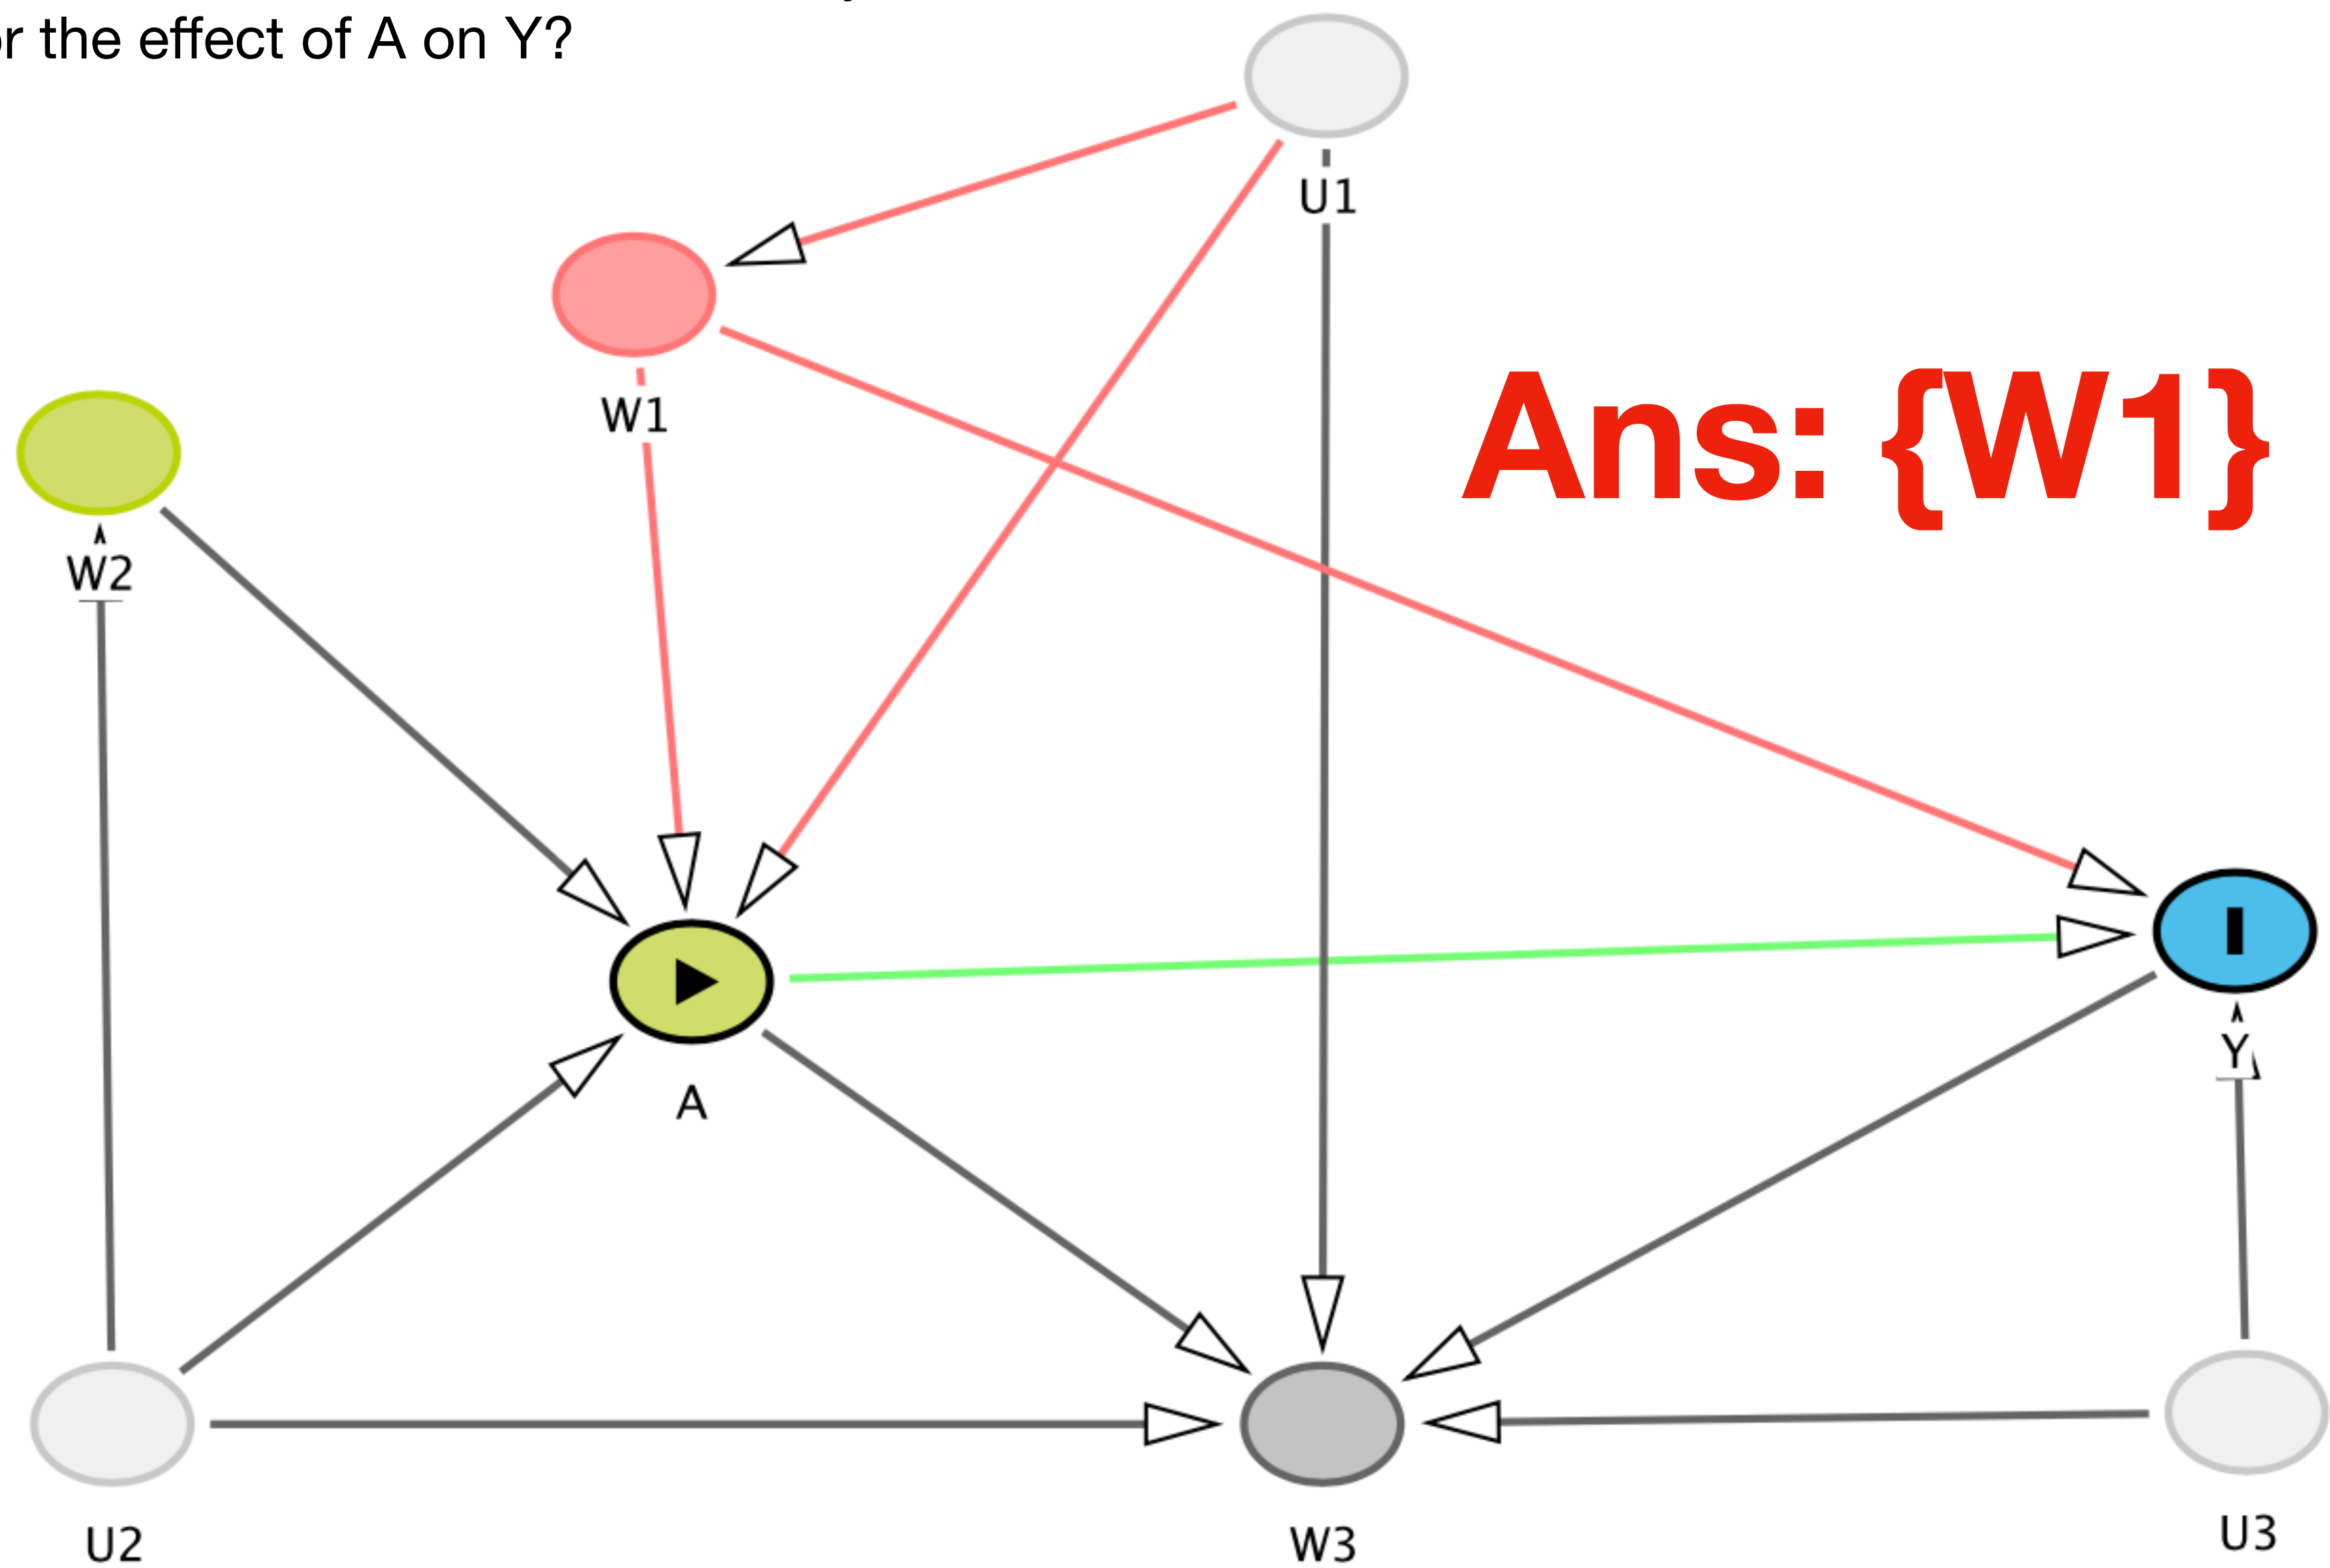 the effect of A on Y?
U1
W1
Ans: {W1}
W2
Y
A
U2
W3
U3